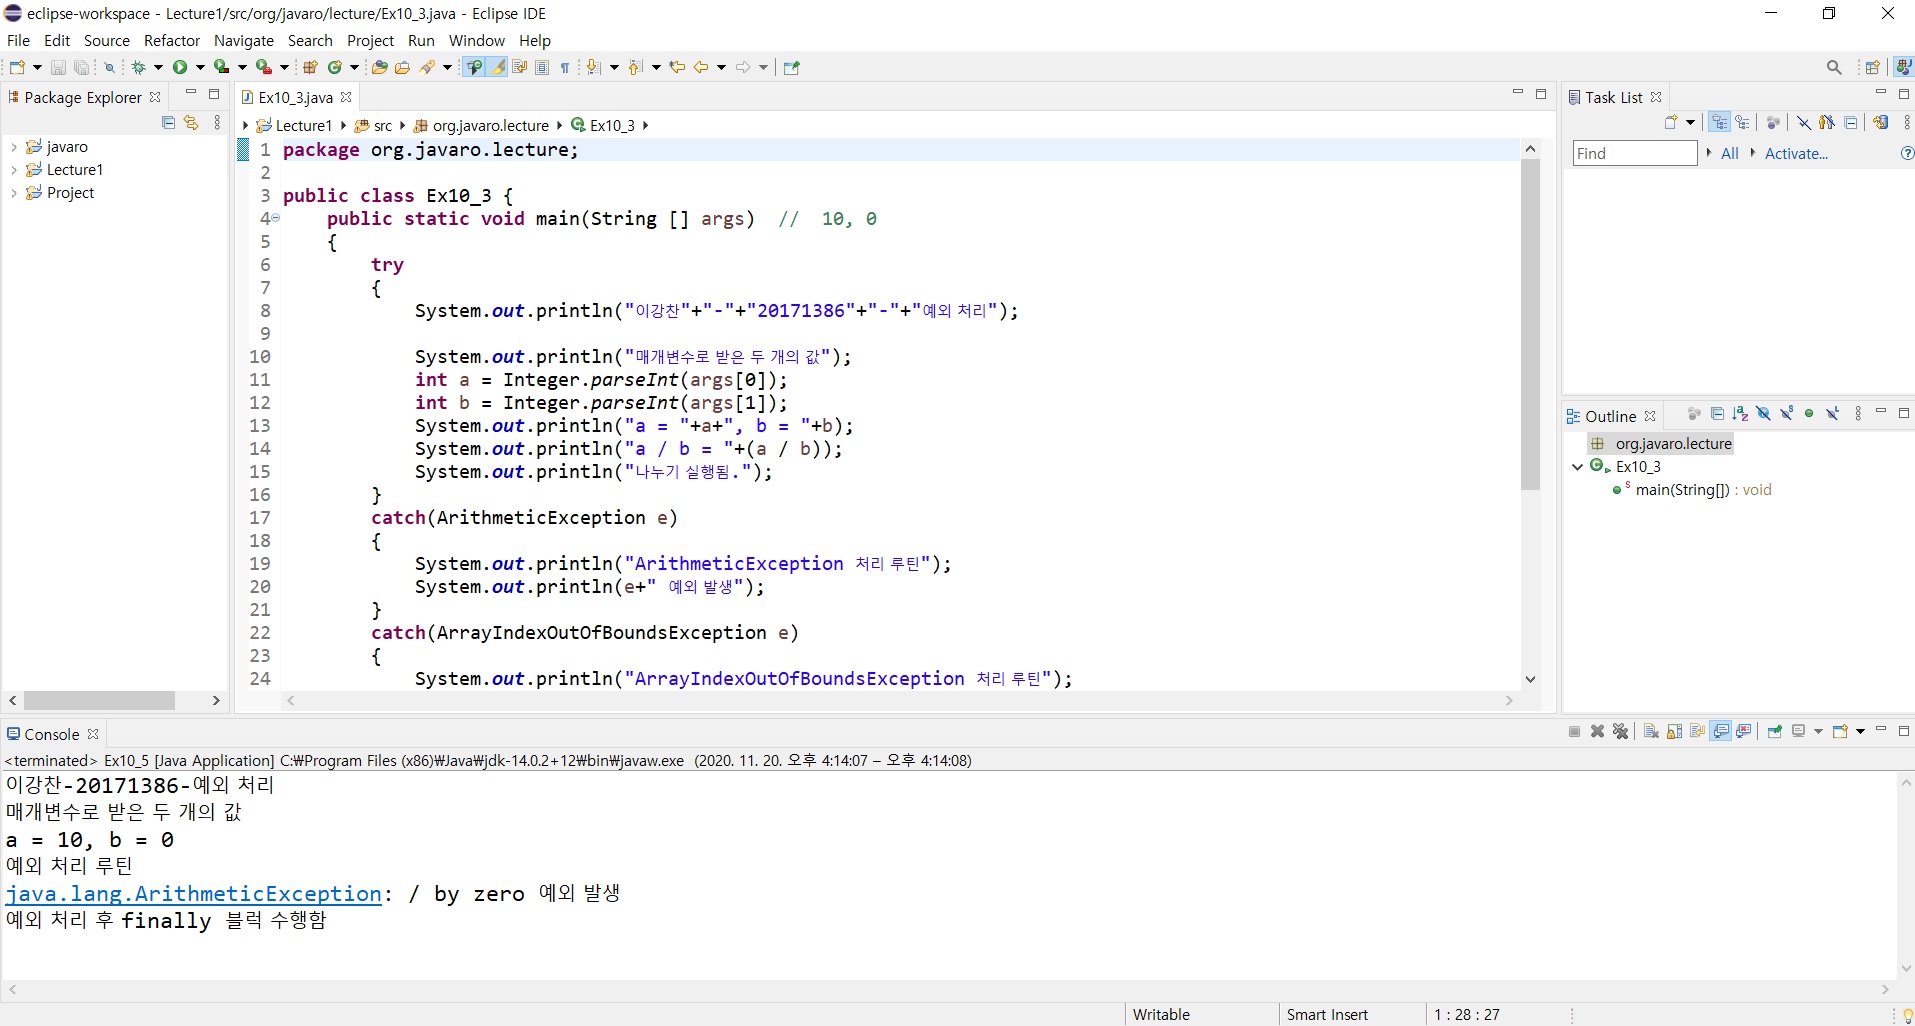 eclipse-workspace - Lecture1/src/org/javaro/lecture/Ex10_3.java - Eclipse IDE
File Edit Source Refactor Navigate Search Project Run Window Help
Package Explorer
javaro
Lecture1
Project
Ex10_3.java
Lecture1 src org.javaro.lecture Ex10_3
1 package org.javaro.lecture;
2
3 public class Ex10_3 {
4 public static void main(String [] args) // 10, 0
5 {
6 try
7 {
8 System.out.println("이강찬"+"-"+"20171386"+"-"+"예외 처리");
9
10 System.out.println("매개변수로 받은 두 개의 값");
11 int a = Integer.parseInt(args[0]);
12 int b = Integer.parseInt(args[1]);
13 System.out.println("a = "+a+", b = "+b);
14 System.out.println("a / b = "+(a / b));
15 System.out.println("나누기 실행됨.");
16 }
17 catch(ArithmeticException e)
18 {
19 System.out.println("ArithmeticException 처리 루틴");
20 System.out.println(e+" 예외 발생");
21 }
22 catch(ArrayIndexOutOfBoundsException e)
23 {
24 System.out.println("ArrayIndexOutOfBoundsException 처리 루틴");
Task List
Find All Activate...
Outline
org.javaro.lecture
Ex10_3
main(String[]) : void
Console
<terminated> Ex10_5 [Java Application] C:₩Program Files (x86)₩Java₩jdk-14.0.2+12₩bin₩javaw.exe (2020. 11. 20. 오후 4:14:07 – 오후 4:14:08)
이강찬-20171386-예외 처리
매개변수로 받은 두 개의 값
a = 10, b = 0
예외 처리 루틴
java.lang.ArithmeticException: / by zero 예외 발생
예외 처리 후 finally 블럭 수행함
Writable Smart Insert 1 : 28 : 27